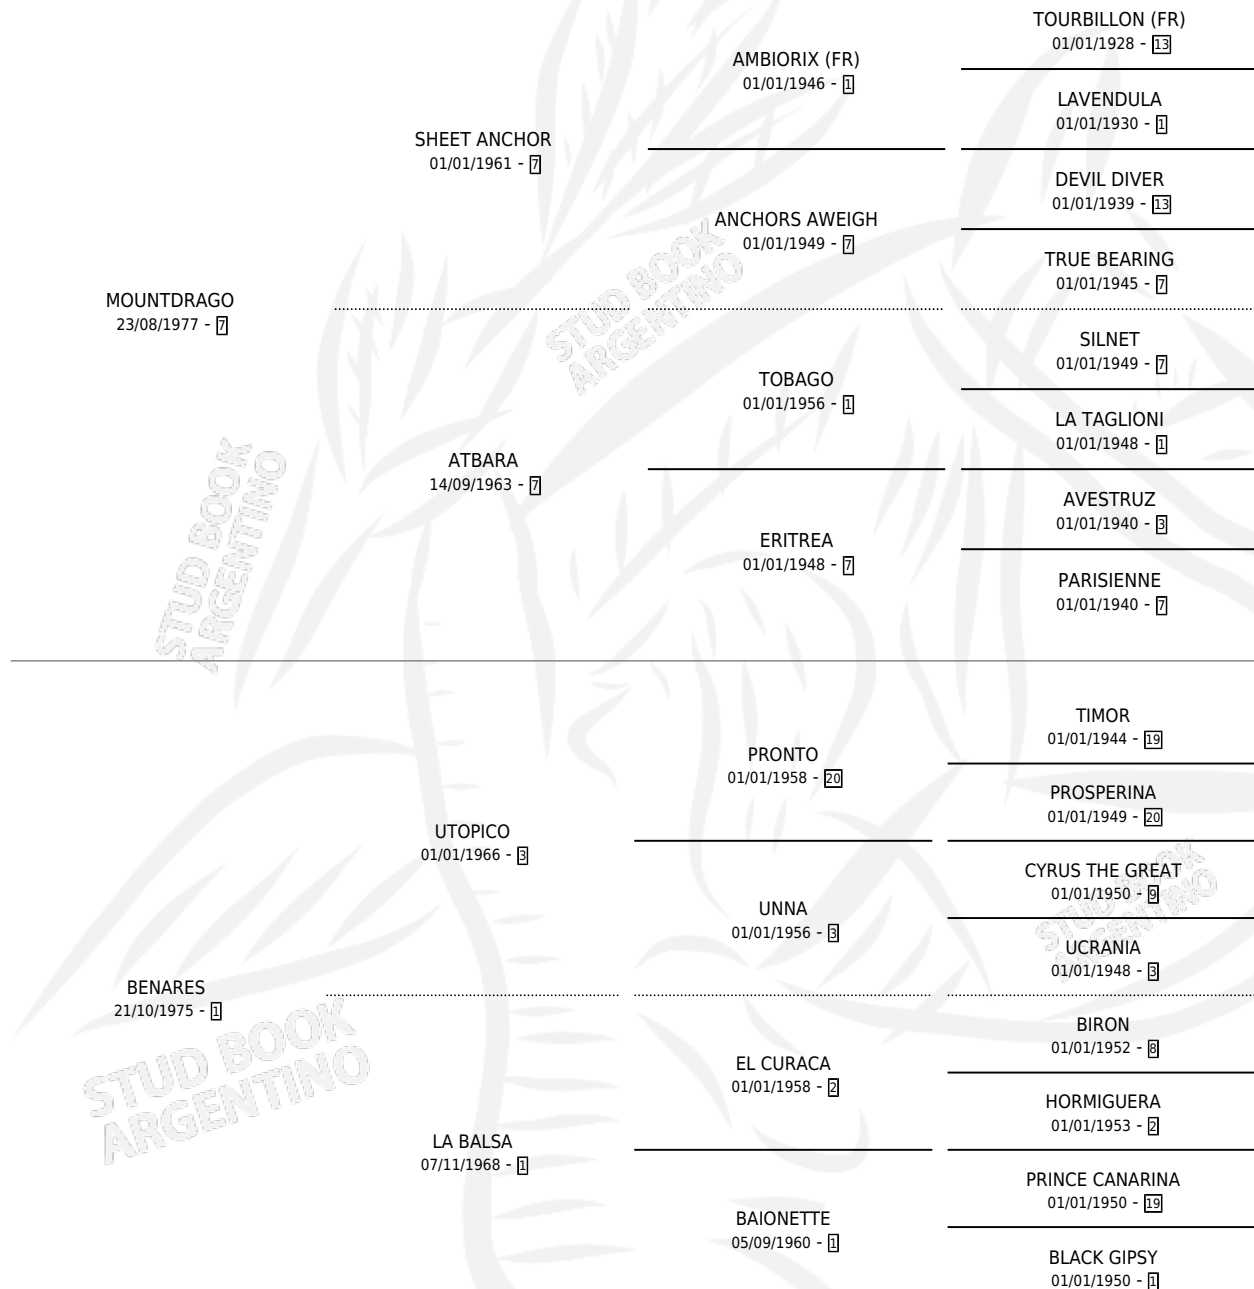 TOURBILLON (FR)
01/01/1928 - 13
AMBIORIX (FR)
01/01/1946 - 1
LAVENDULA
01/01/1930 - 1
SHEET ANCHOR
01/01/1961 - 7
DEVIL DIVER
01/01/1939 - 13
ANCHORS AWEIGH
01/01/1949 - 7
TRUE BEARING
01/01/1945 - 7
MOUNTDRAGO
23/08/1977 - 7
SILNET
01/01/1949 - 7
TOBAGO
01/01/1956 - 1
LA TAGLIONI
01/01/1948 - 1
ATBARA
14/09/1963 - 7
AVESTRUZ
01/01/1940 - 3
ERITREA
01/01/1948 - 7
PARISIENNE
01/01/1940 - 7
TIMOR
01/01/1944 - 19
PRONTO
01/01/1958 - 20
PROSPERINA
01/01/1949 - 20
UTOPICO
01/01/1966 - 3
CYRUS THE GREAT
01/01/1950 - 9
UNNA
01/01/1956 - 3
UCRANIA
01/01/1948 - 3
BENARES
21/10/1975 - 1
BIRON
01/01/1952 - 8
EL CURACA
01/01/1958 - 2
HORMIGUERA
01/01/1953 - 2
LA BALSA
07/11/1968 - 1
PRINCE CANARINA
01/01/1950 - 19
BAIONETTE
05/09/1960 - 1
BLACK GIPSY
01/01/1950 - 1
STUD BOOK
ARGENTINO
STUD BOOK
ARGENTINO
STUD BOOK
ARGENTINO
STUD BOOK
ARGENTINO